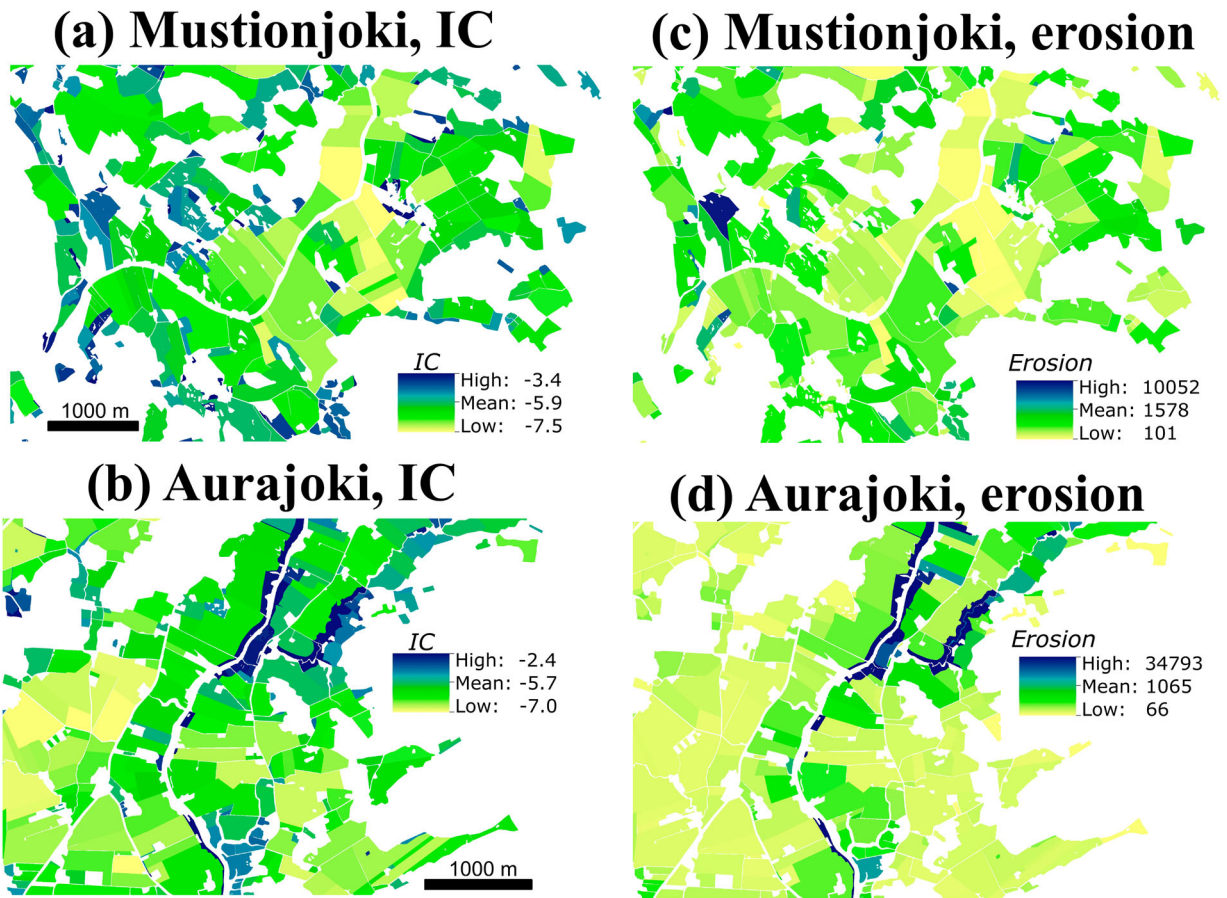 (a) Mustionjoki, IC
IC
High: -3.4
Mean: -5.9
Low: -7.5
1000 m
(c) Mustionjoki, erosion
Erosion
High: 10052
Mean: 1578
Low: 101
(b) Aurajoki, IC
IC
High: -2.4
Mean: -5.7
Low: -7.0
1000 m
(d) Aurajoki, erosion
Erosion
High: 34793
Mean: 1065
Low: 66